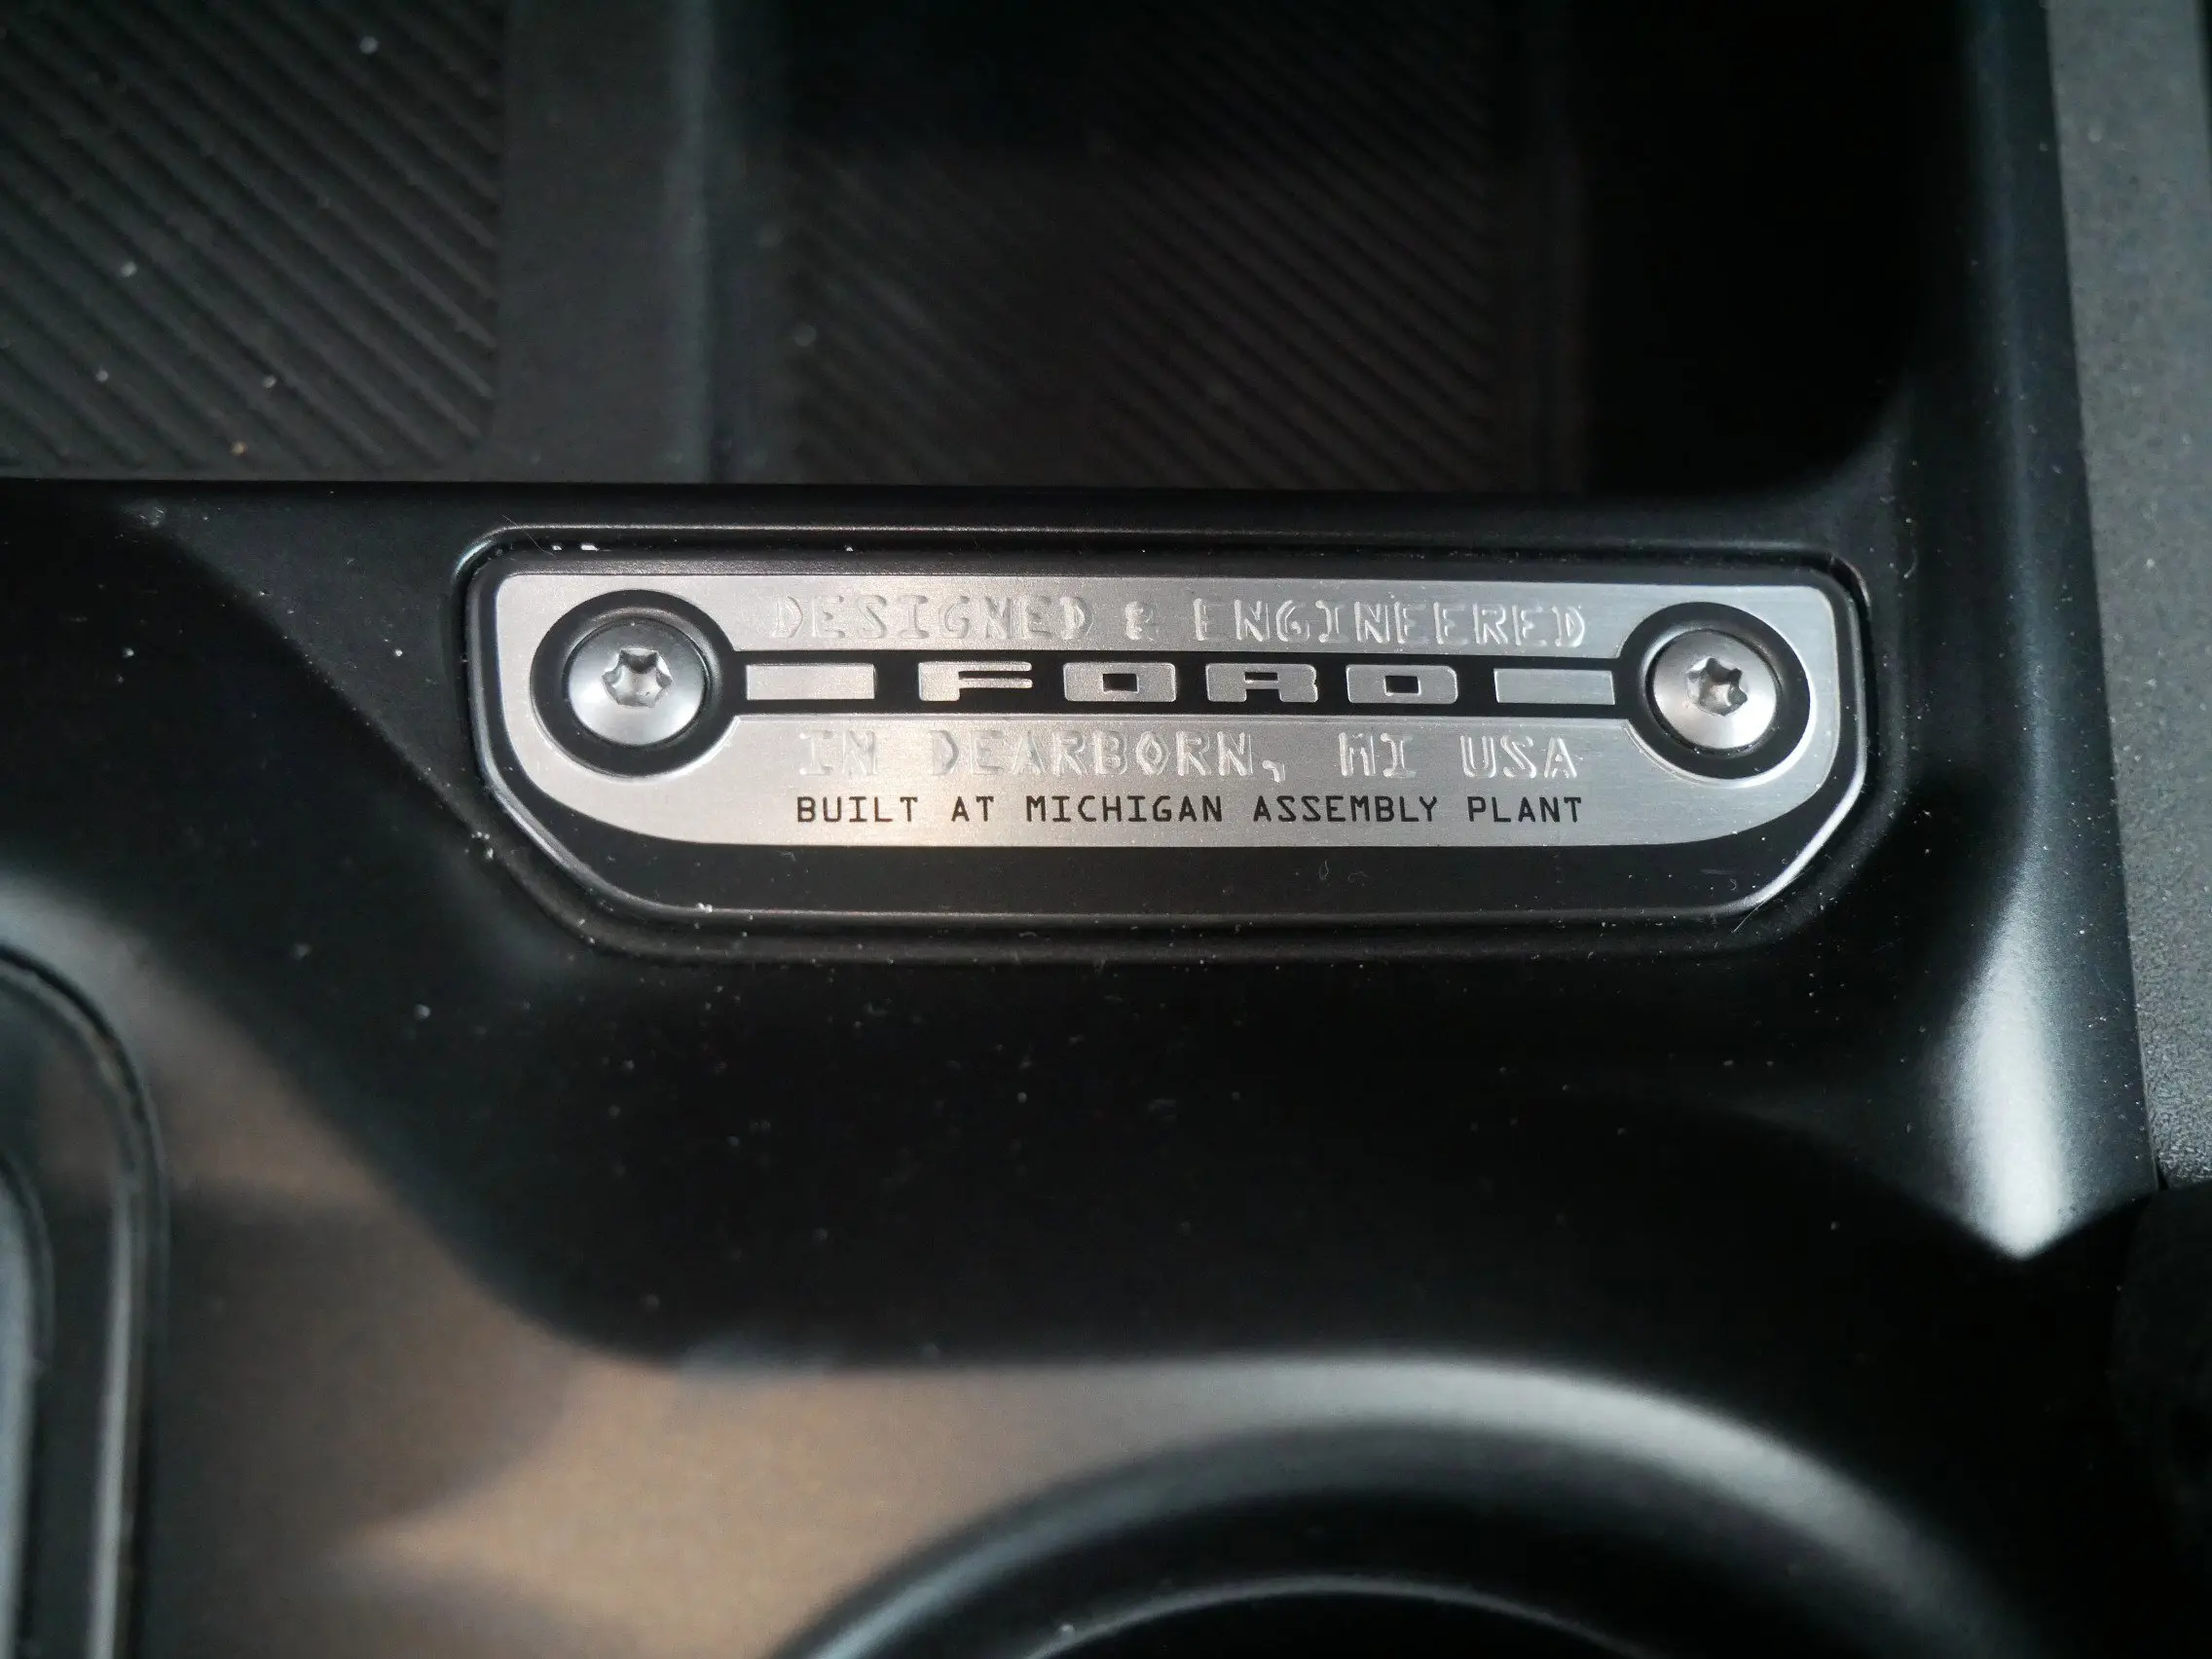 DESIGNED & ENGINEERED
FORD
IN DEARBORN, MI USA
BUILT AT MICHIGAN ASSEMBLY PLANT